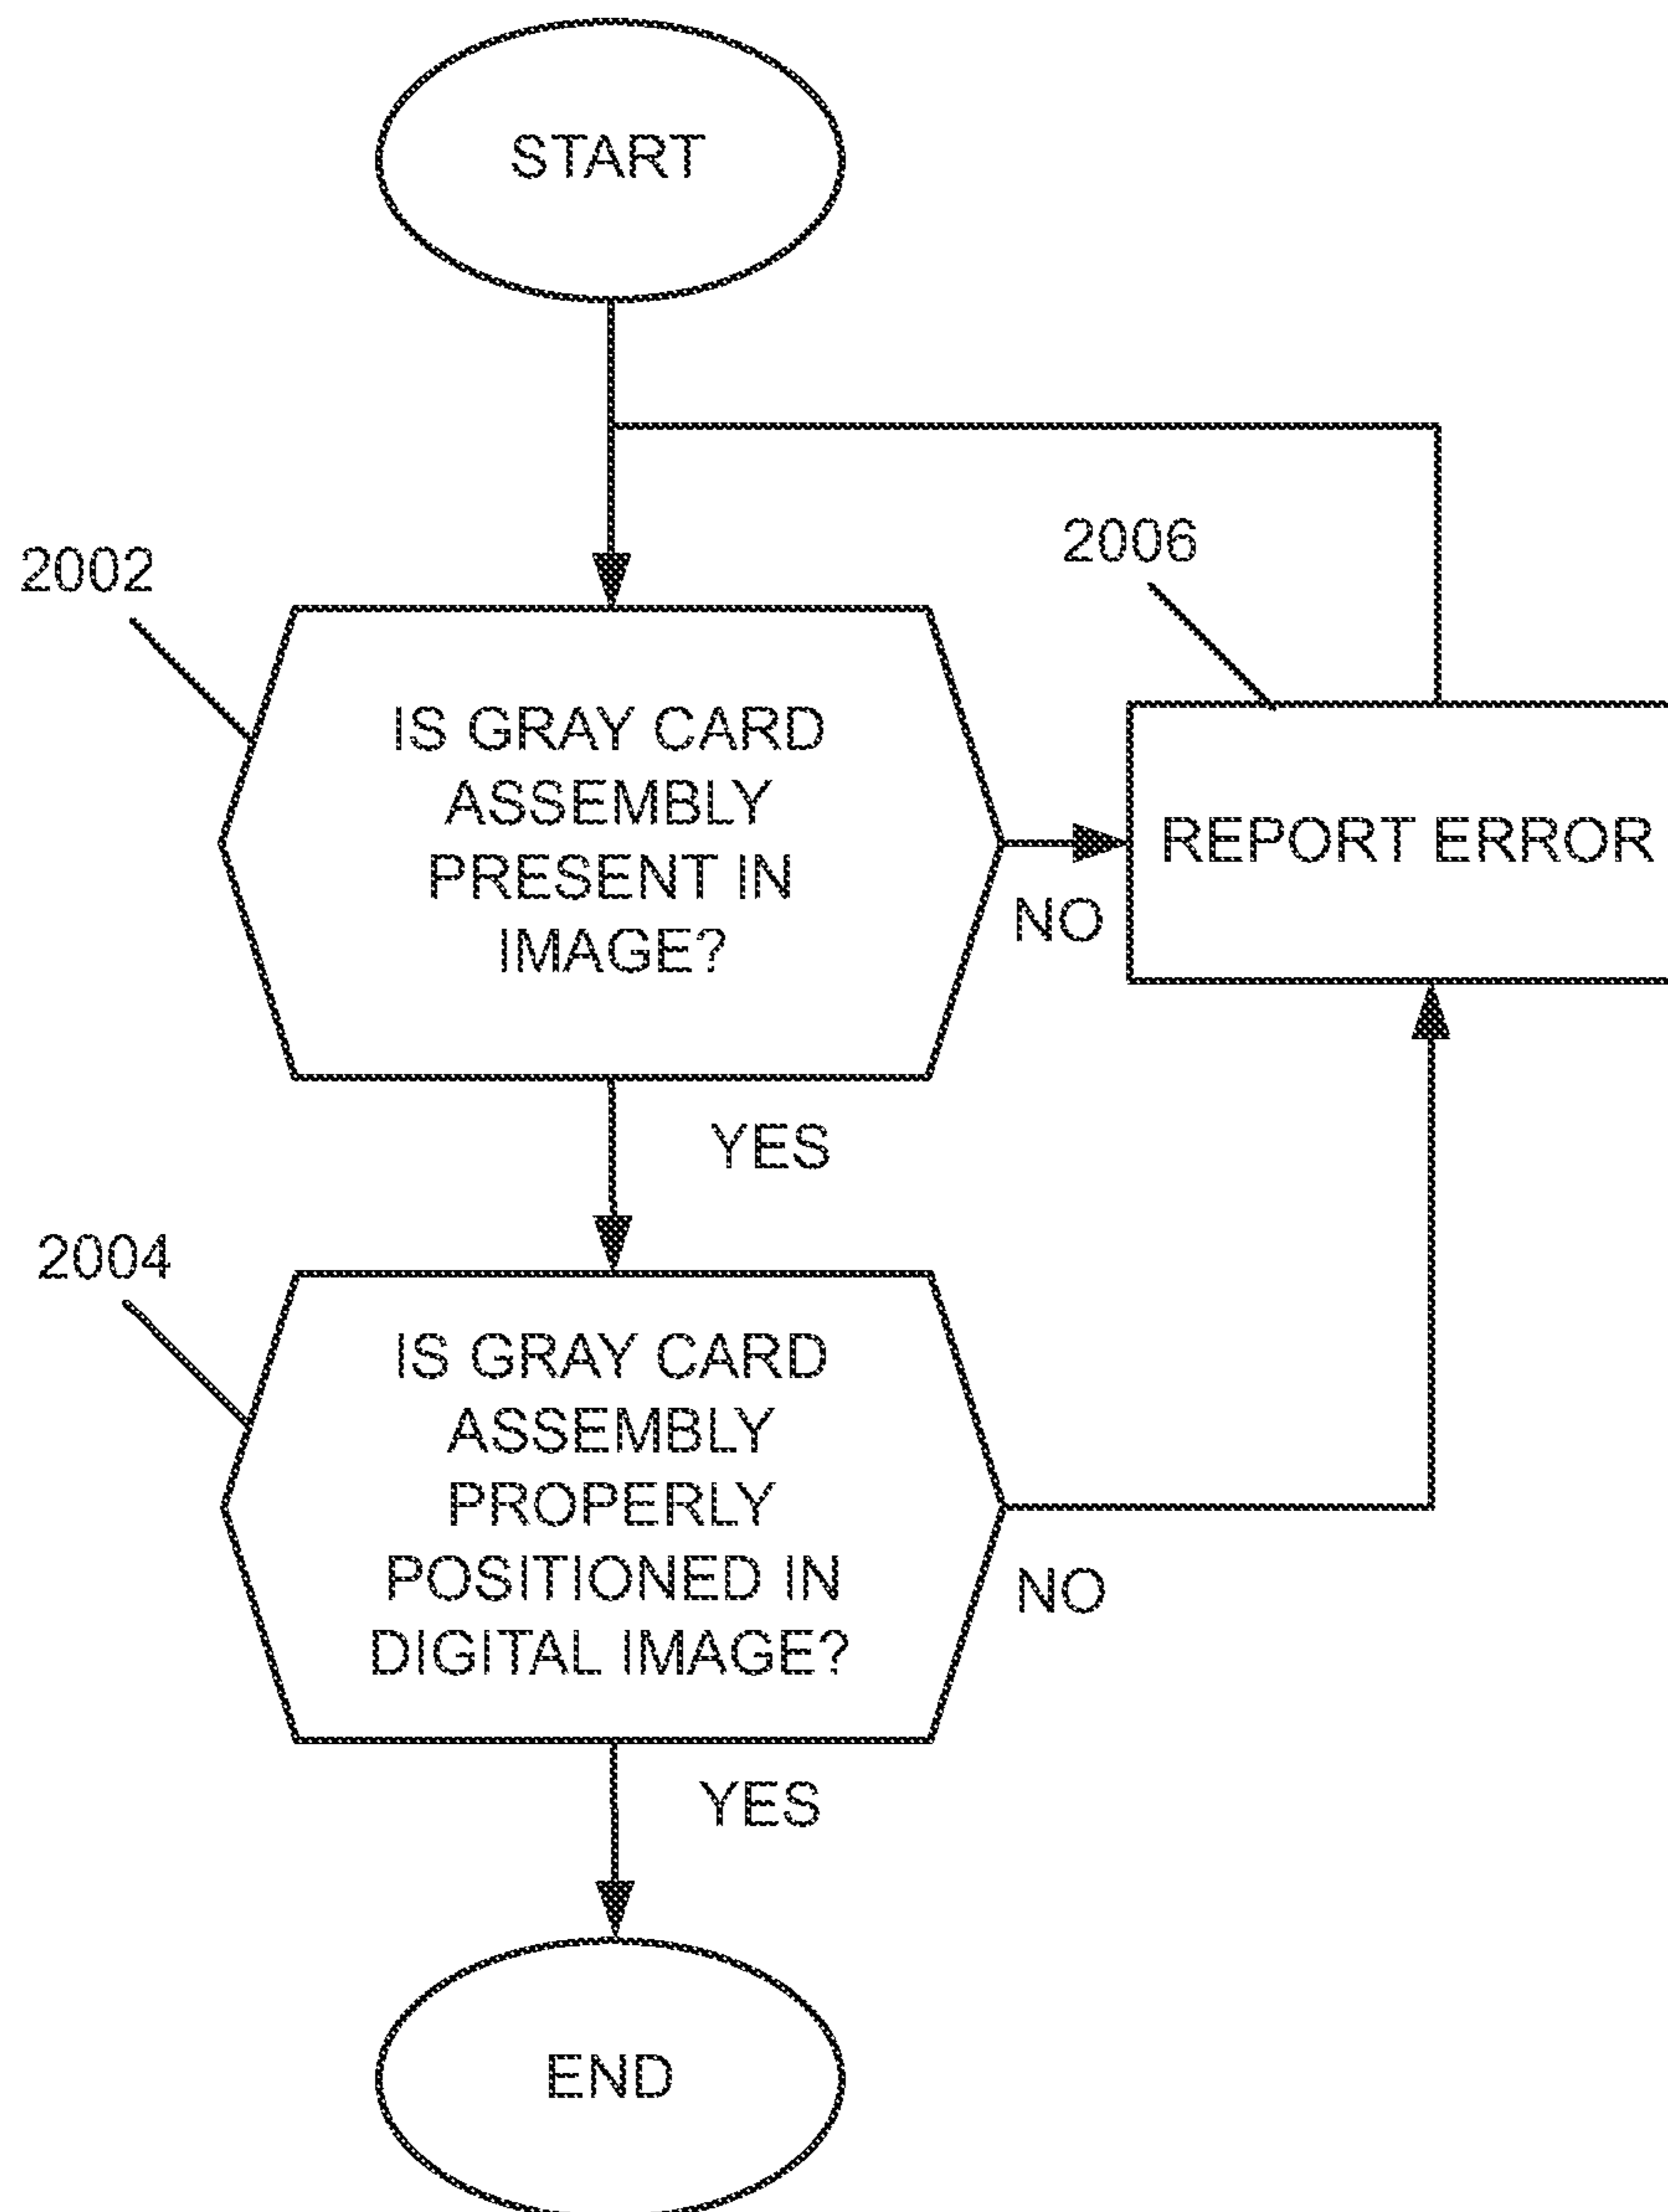 START
2002
2006
IS GRAY CARD
ASSEMBLY
PRESENT IN
IMAGE?
REPORT ERROR
NO
YES
2004
IS GRAY CARD
ASSEMBLY
PROPERLY
POSITIONED IN
DIGITAL IMAGE?
NO
YES
END